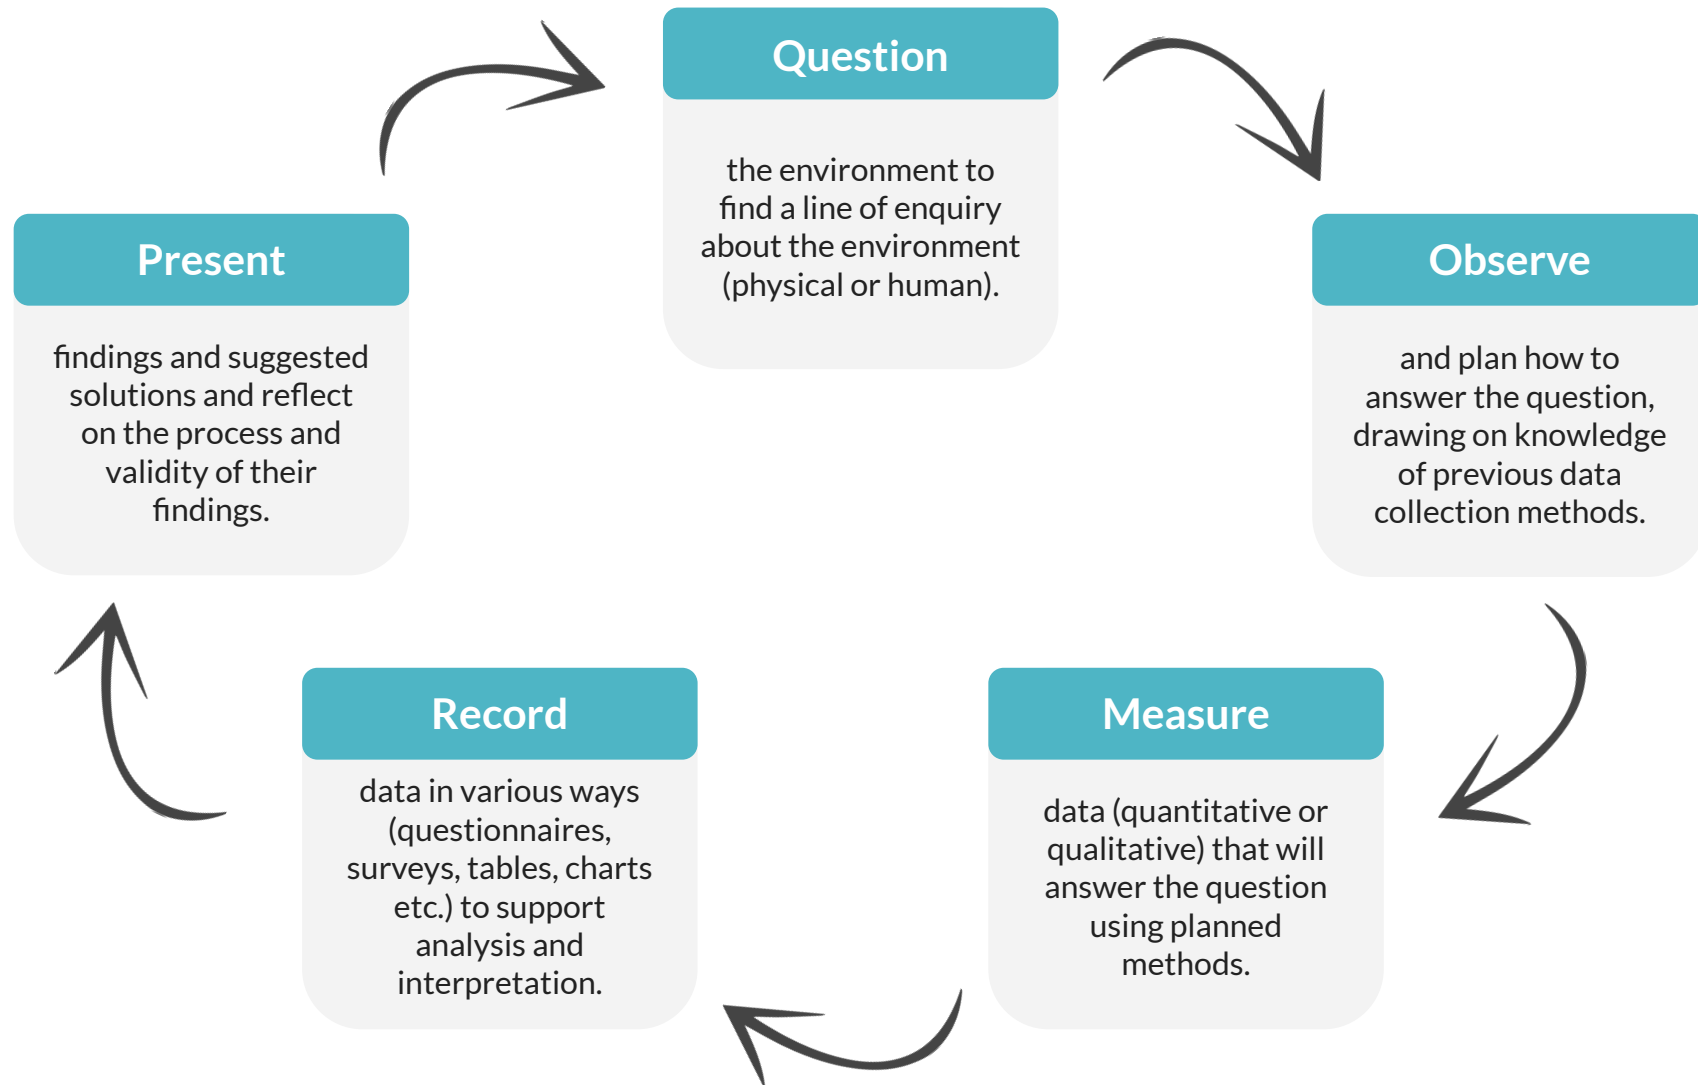 Question
the environment to
find a line of enquiry
about the environment
(physical or human).
Observe
and plan how to
answer the question,
drawing on knowledge
of previous data
collection methods.
Measure
data (quantitative or
qualitative) that will
answer the question
using planned
methods.
Record
data in various ways
(questionnaires,
surveys, tables, charts
etc.) to support
analysis and
interpretation.
Present
findings and suggested
solutions and reflect
on the process and
validity of their
findings.